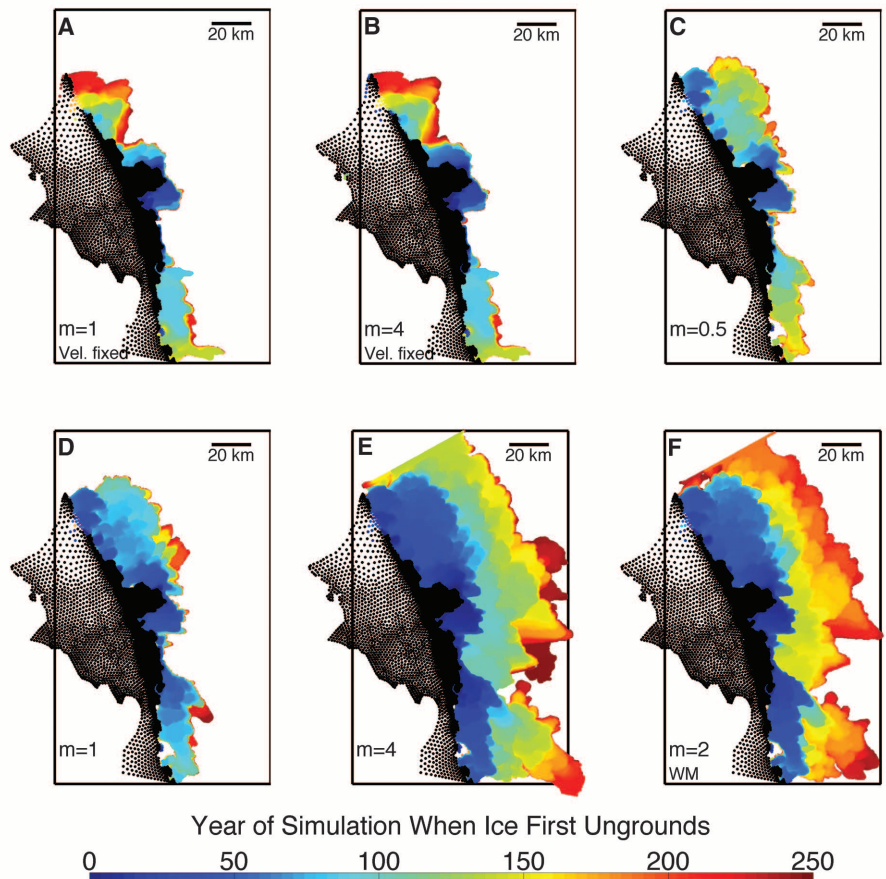 A
20 km
m=1
Vel. fixed
B
20 km
m=4
Vel. fixed
C
20 km
m=0.5
D
20 km
m=1
E
20 km
m=4
F
20 km
m=2
WM
Year of Simulation When Ice First Ungrounds
0 50 100 150 200 250